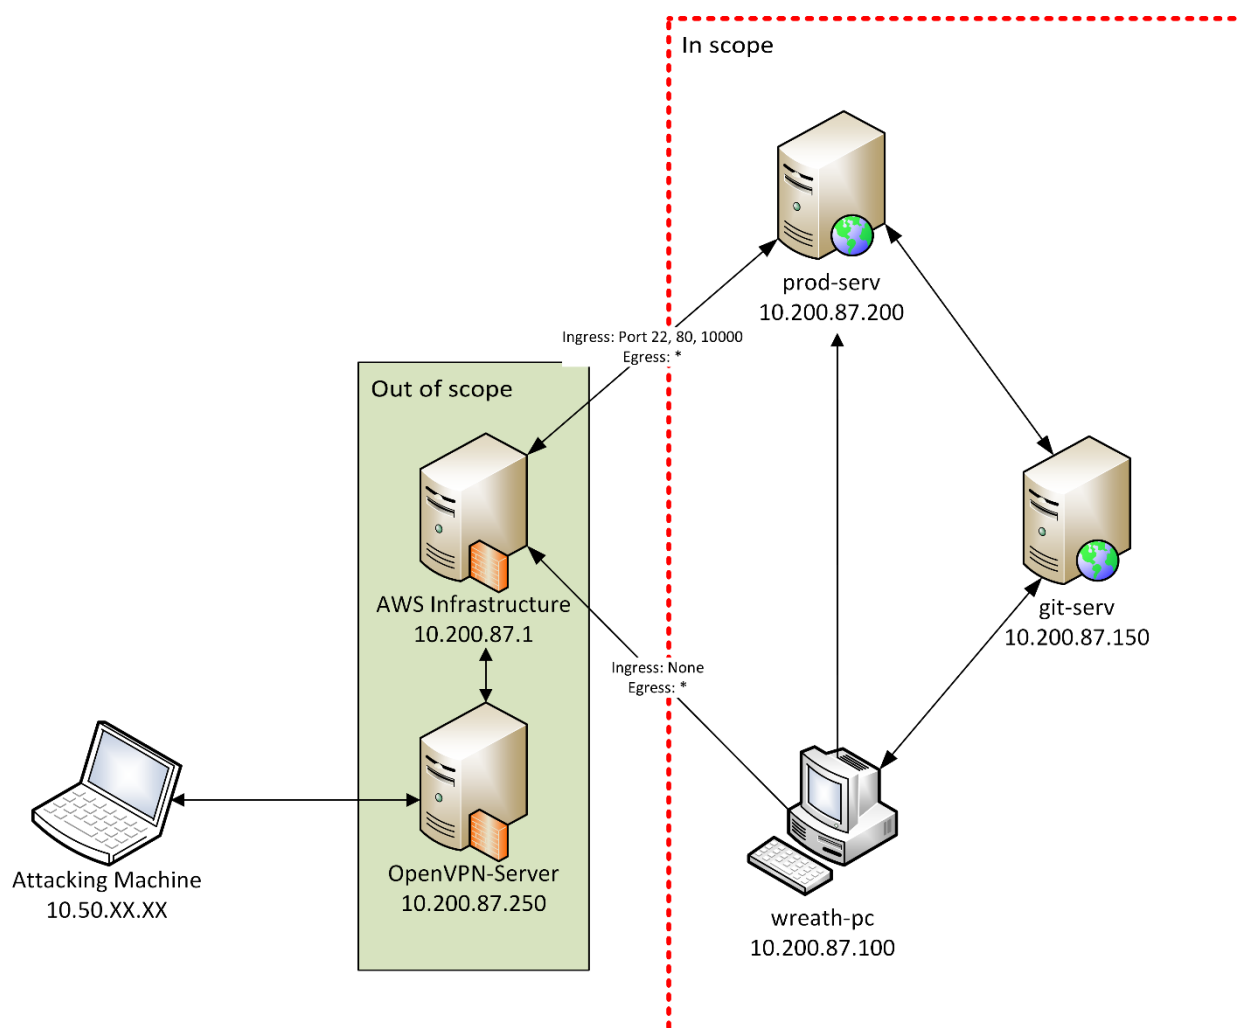 In scope
prod-serv
10.200.87.200
Ingress: Port 22, 80, 10000
Egress: *
Out of scope
AWS Infrastructure
10.200.87.1
git-serv
10.200.87.150
Ingress: None
Egress: *
Attacking Machine
10.50.XX.XX
OpenVPN-Server
10.200.87.250
wreath-pc
10.200.87.100